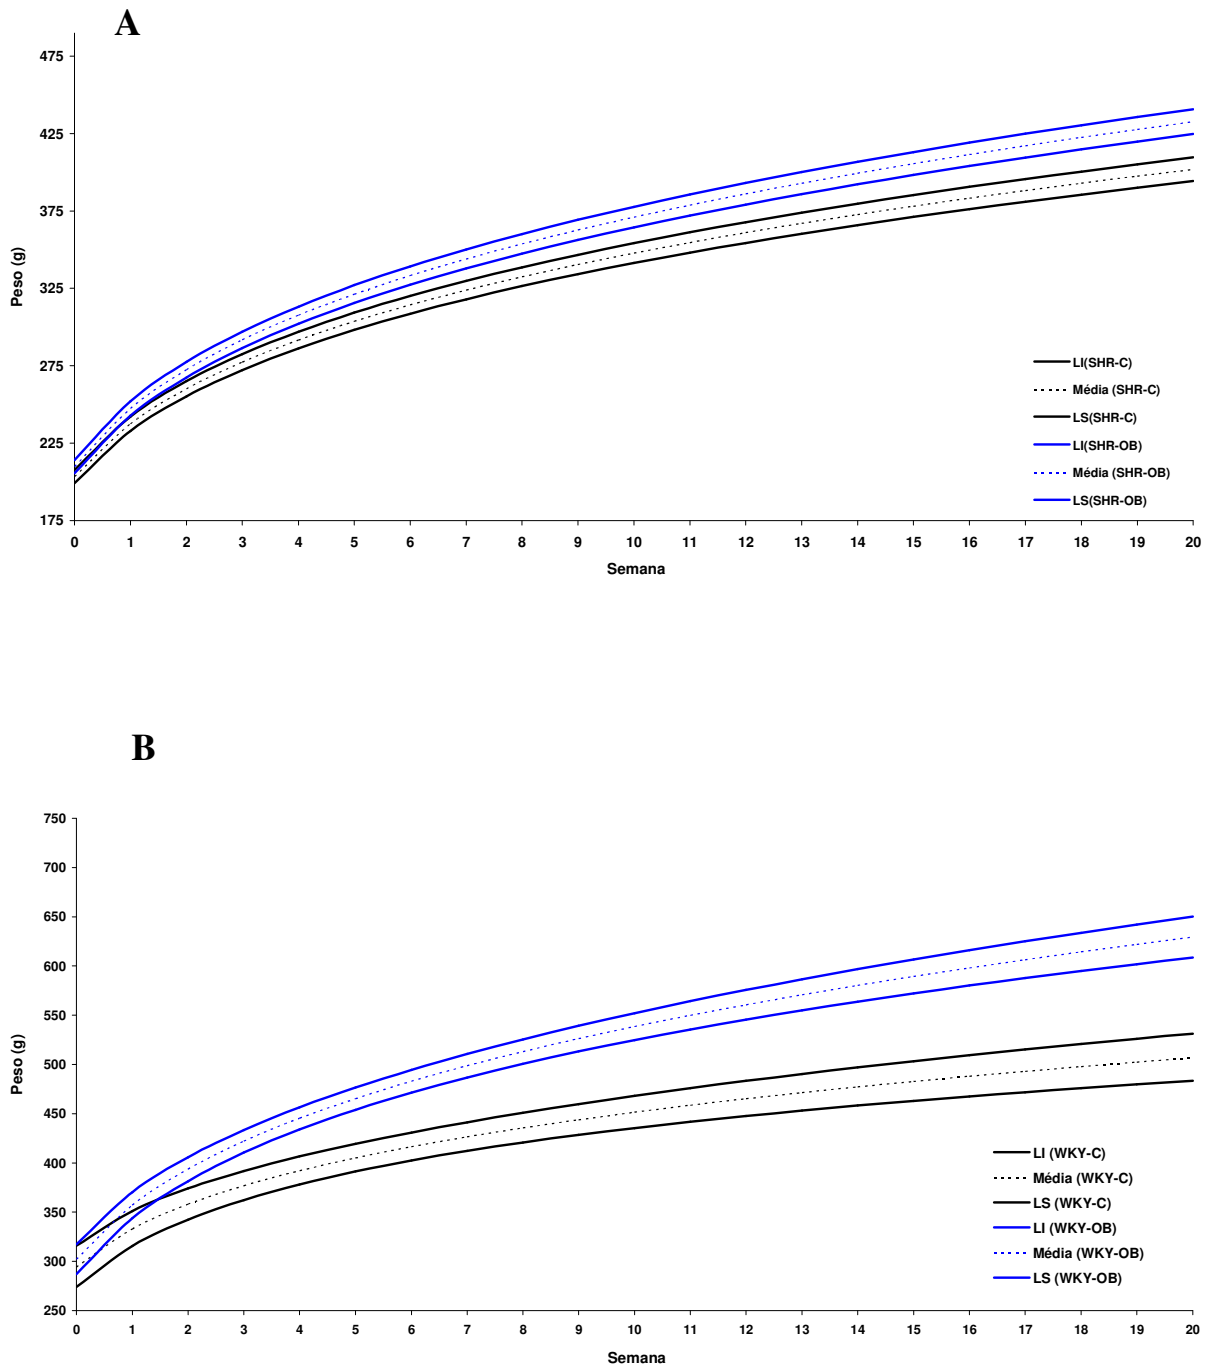 A
475
425
375
325
275
225
175
Peso (g)
LI(SHR-C)
Média (SHR-C)
LS(SHR-C)
LI(SHR-OB)
Média (SHR-OB)
LS(SHR-OB)
0 1 2 3 4 5 6 7 8 9 10 11 12 13 14 15 16 17 18 19 20
Semana
B
750
700
650
600
550
500
450
400
350
300
250
Peso (g)
LI (WKY-C)
Média (WKY-C)
LS (WKY-C)
LI (WKY-OB)
Média (WKY-OB)
LS (WKY-OB)
0 1 2 3 4 5 6 7 8 9 10 11 12 13 14 15 16 17 18 19 20
Semana